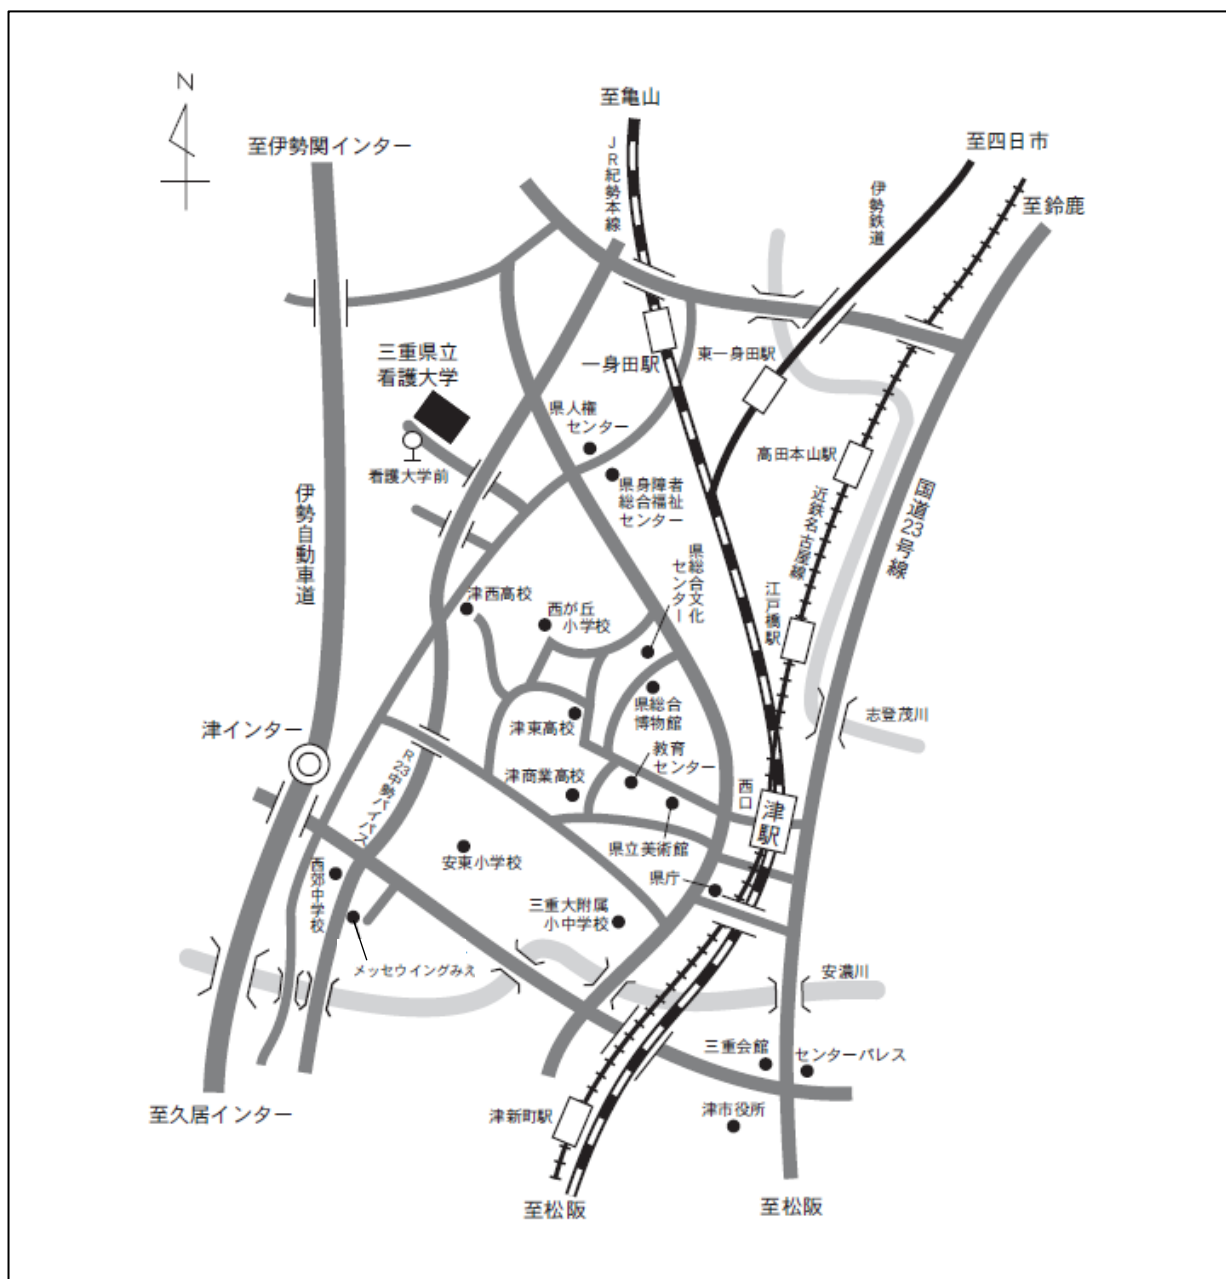 N
至亀山
至四日市
至伊勢関インター
JR紀勢本線
伊勢鉄道
至鈴鹿
三重県立
看護大学
一身田駅
東一身田駅
県人権
センター
看護大学前
県身障者
総合福祉
センター
高田本山駅
伊勢自動車道
近鉄名古屋線
国道23号線
県総合文化
センター
津西高校
西が丘
小学校
江戸橋駅
県総合
博物館
津東高校
志登茂川
津インター
教育
センター
R23中勢バイパス
津商業高校
西口
津駅
県立美術館
安東小学校
県庁
西郊中学校
三重大附属
小中学校
メッセウイングみえ
安濃川
三重会館
センターパレス
至久居インター
津新町駅
津市役所
至松阪
至松阪